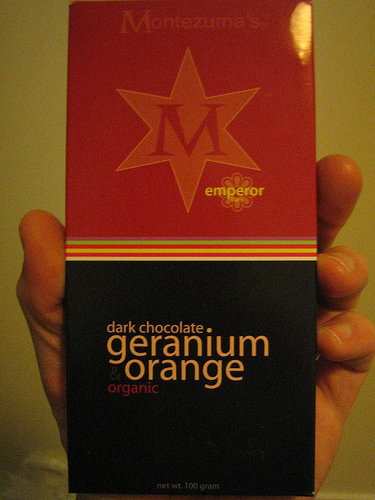 Montezuma's
M
emperor
dark chocolate
geranium
& orange
organic
net wt. 100 gram